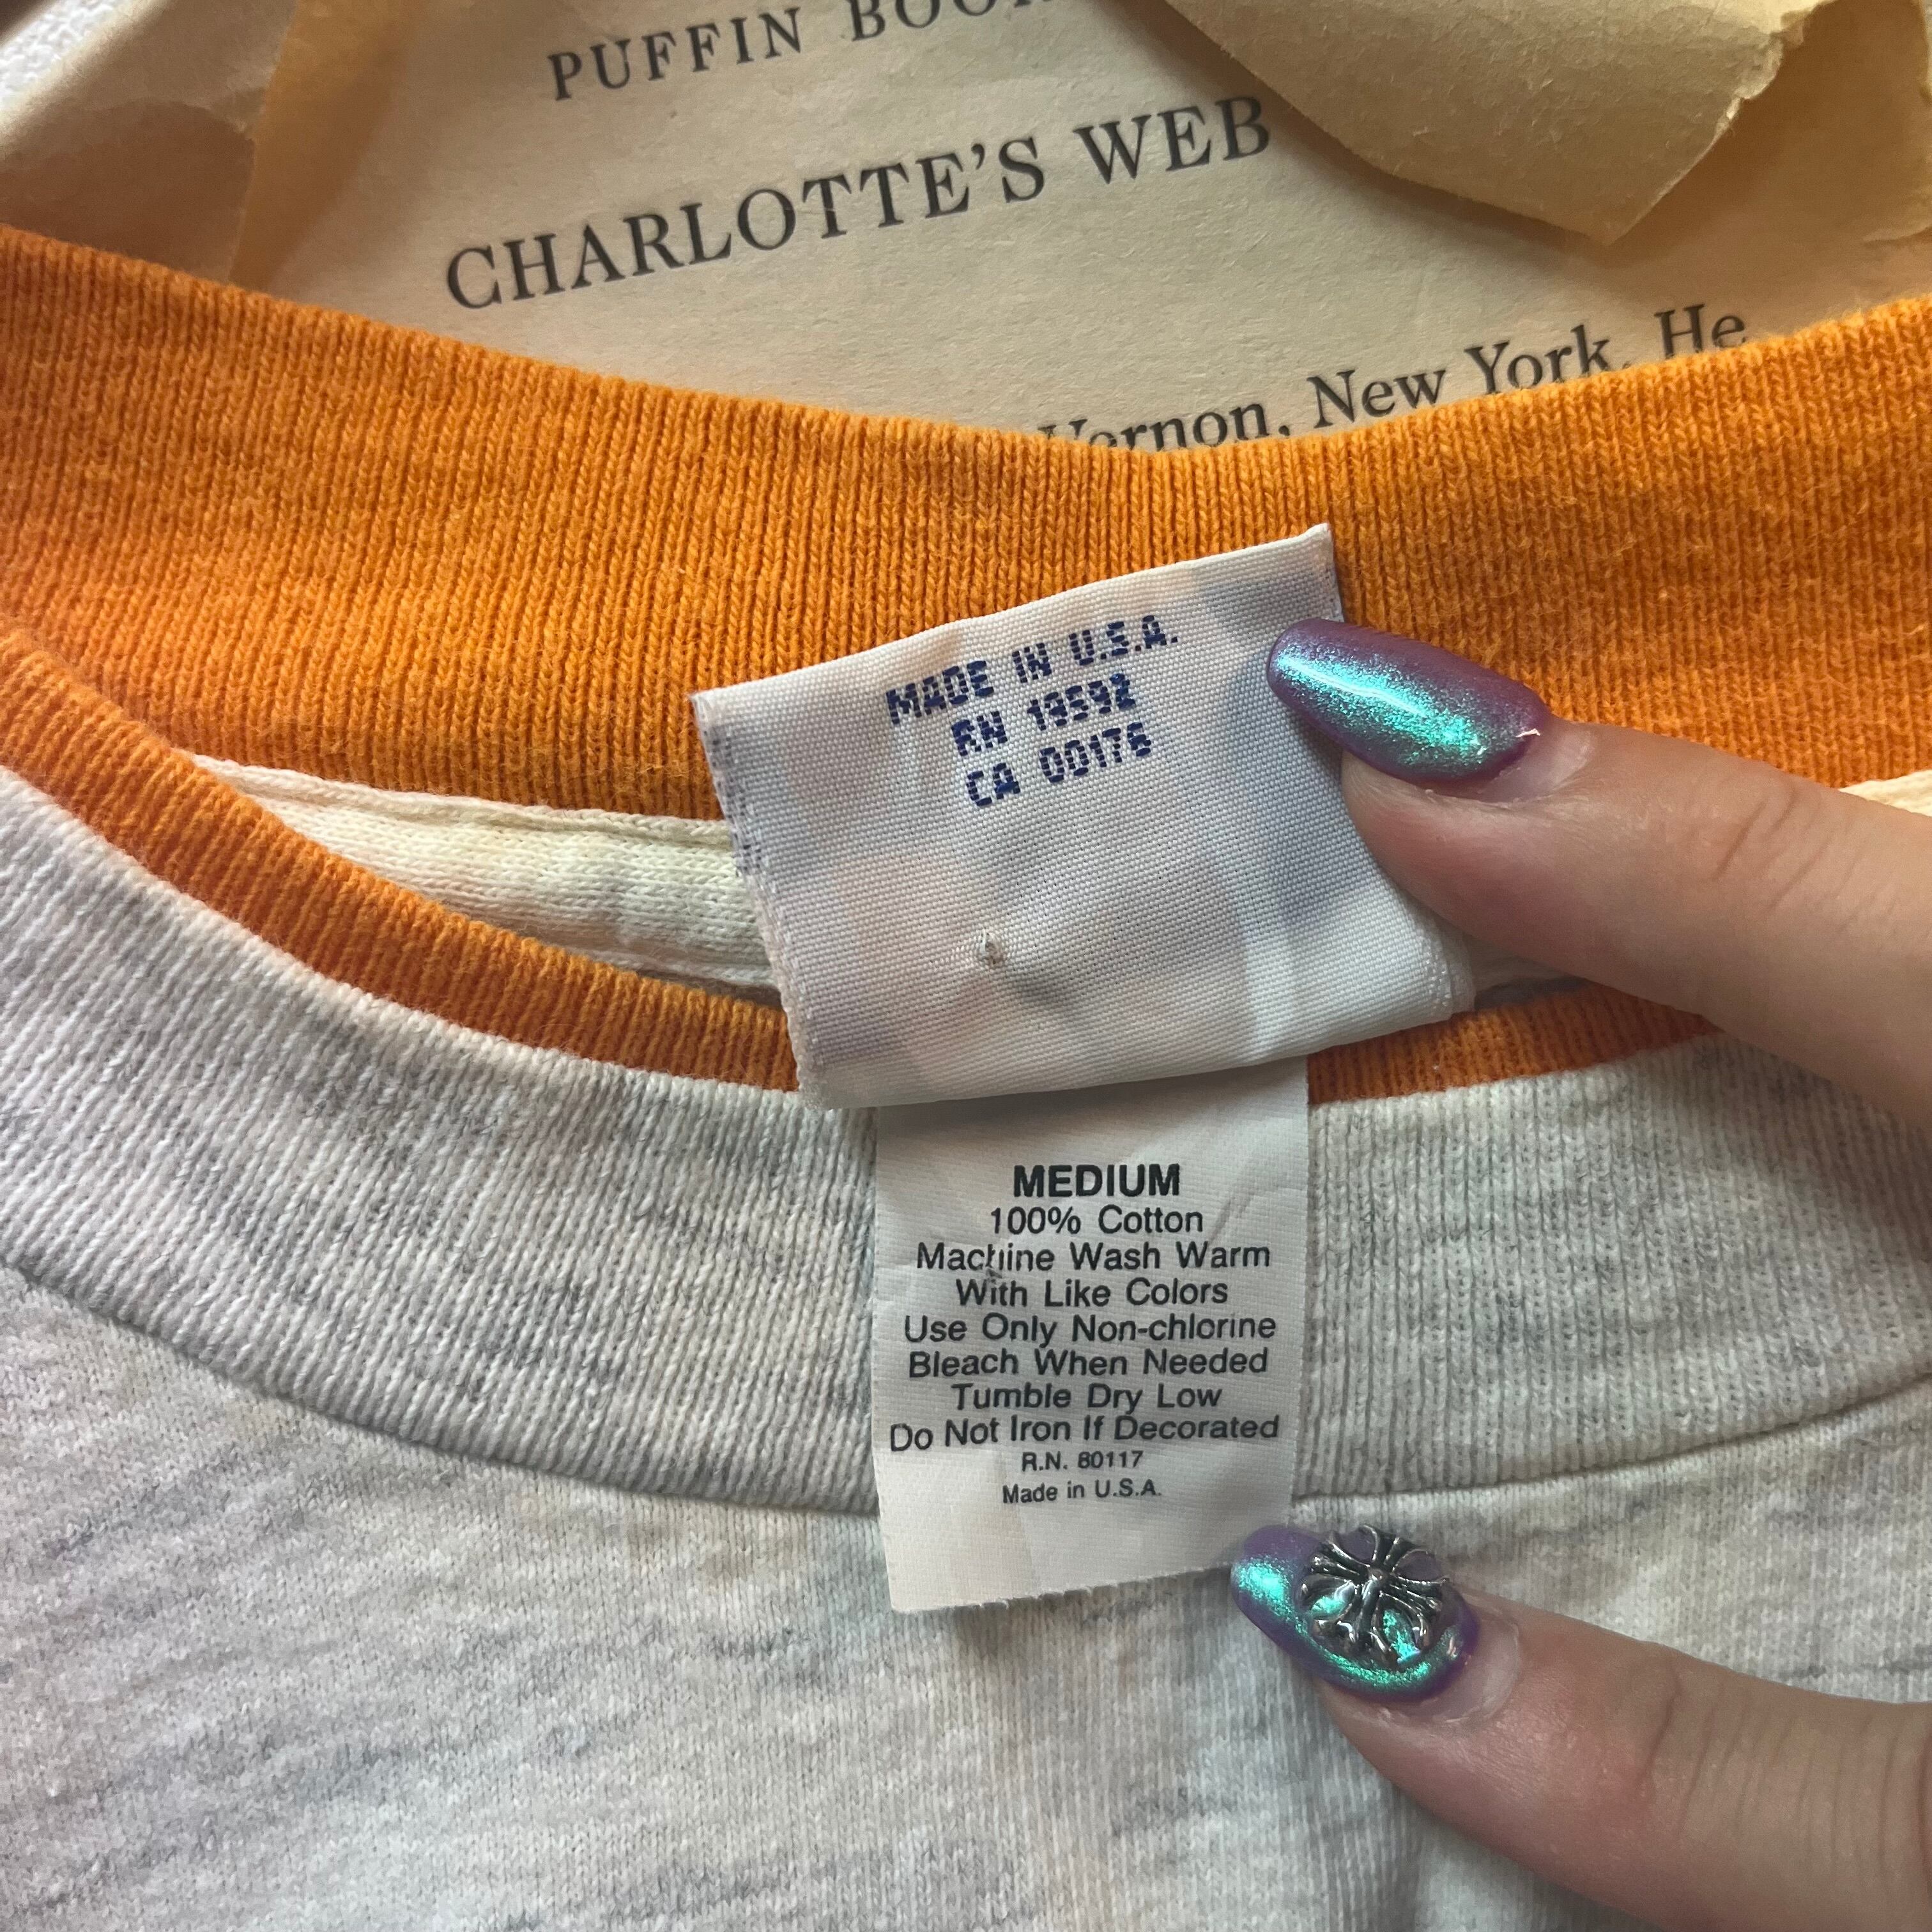 PUFFIN
CHARLOTTE'S WEB
Vernon, New York. He
MADE IN U.S.A.
RN 19592
CA 00176
MEDIUM
100% Cotton
Machine Wash Warm
With Like Colors
Use Only Non-chlorine
Bleach When Needed
Tumble Dry Low
Do Not Iron If Decorated
R.N. 80117
Made in U.S.A.